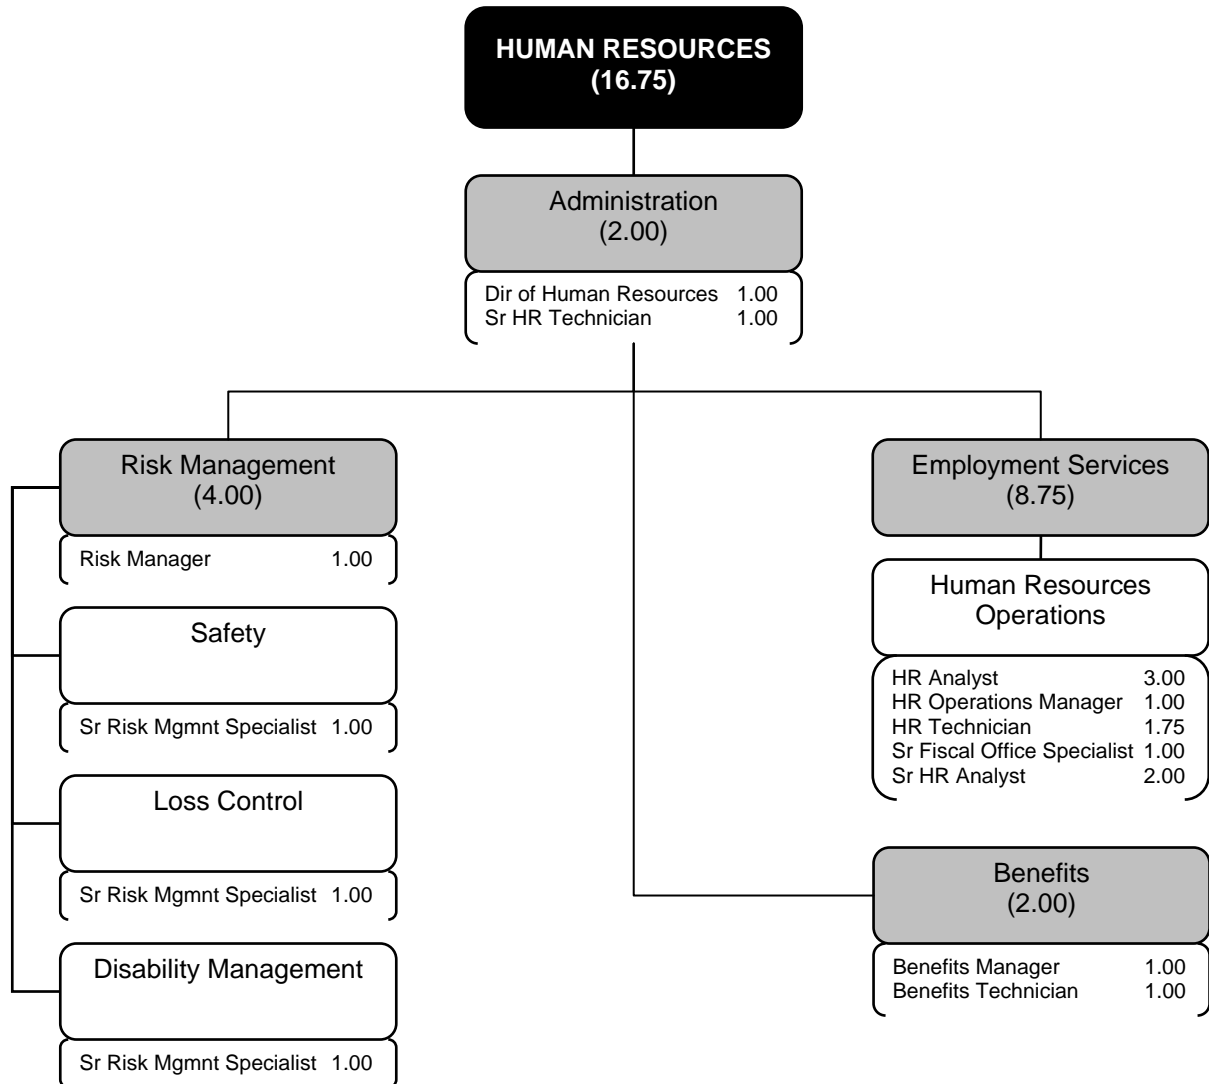 HUMAN RESOURCES
(16.75)
Administration
(2.00)
Dir of Human Resources 1.00
Sr HR Technician 1.00
Risk Management
(4.00)
Risk Manager 1.00
Safety
Sr Risk Mgmnt Specialist 1.00
Loss Control
Sr Risk Mgmnt Specialist 1.00
Disability Management
Sr Risk Mgmnt Specialist 1.00
Employment Services
(8.75)
Human Resources
Operations
HR Analyst 3.00
HR Operations Manager 1.00
HR Technician 1.75
Sr Fiscal Office Specialist 1.00
Sr HR Analyst 2.00
Benefits
(2.00)
Benefits Manager 1.00
Benefits Technician 1.00